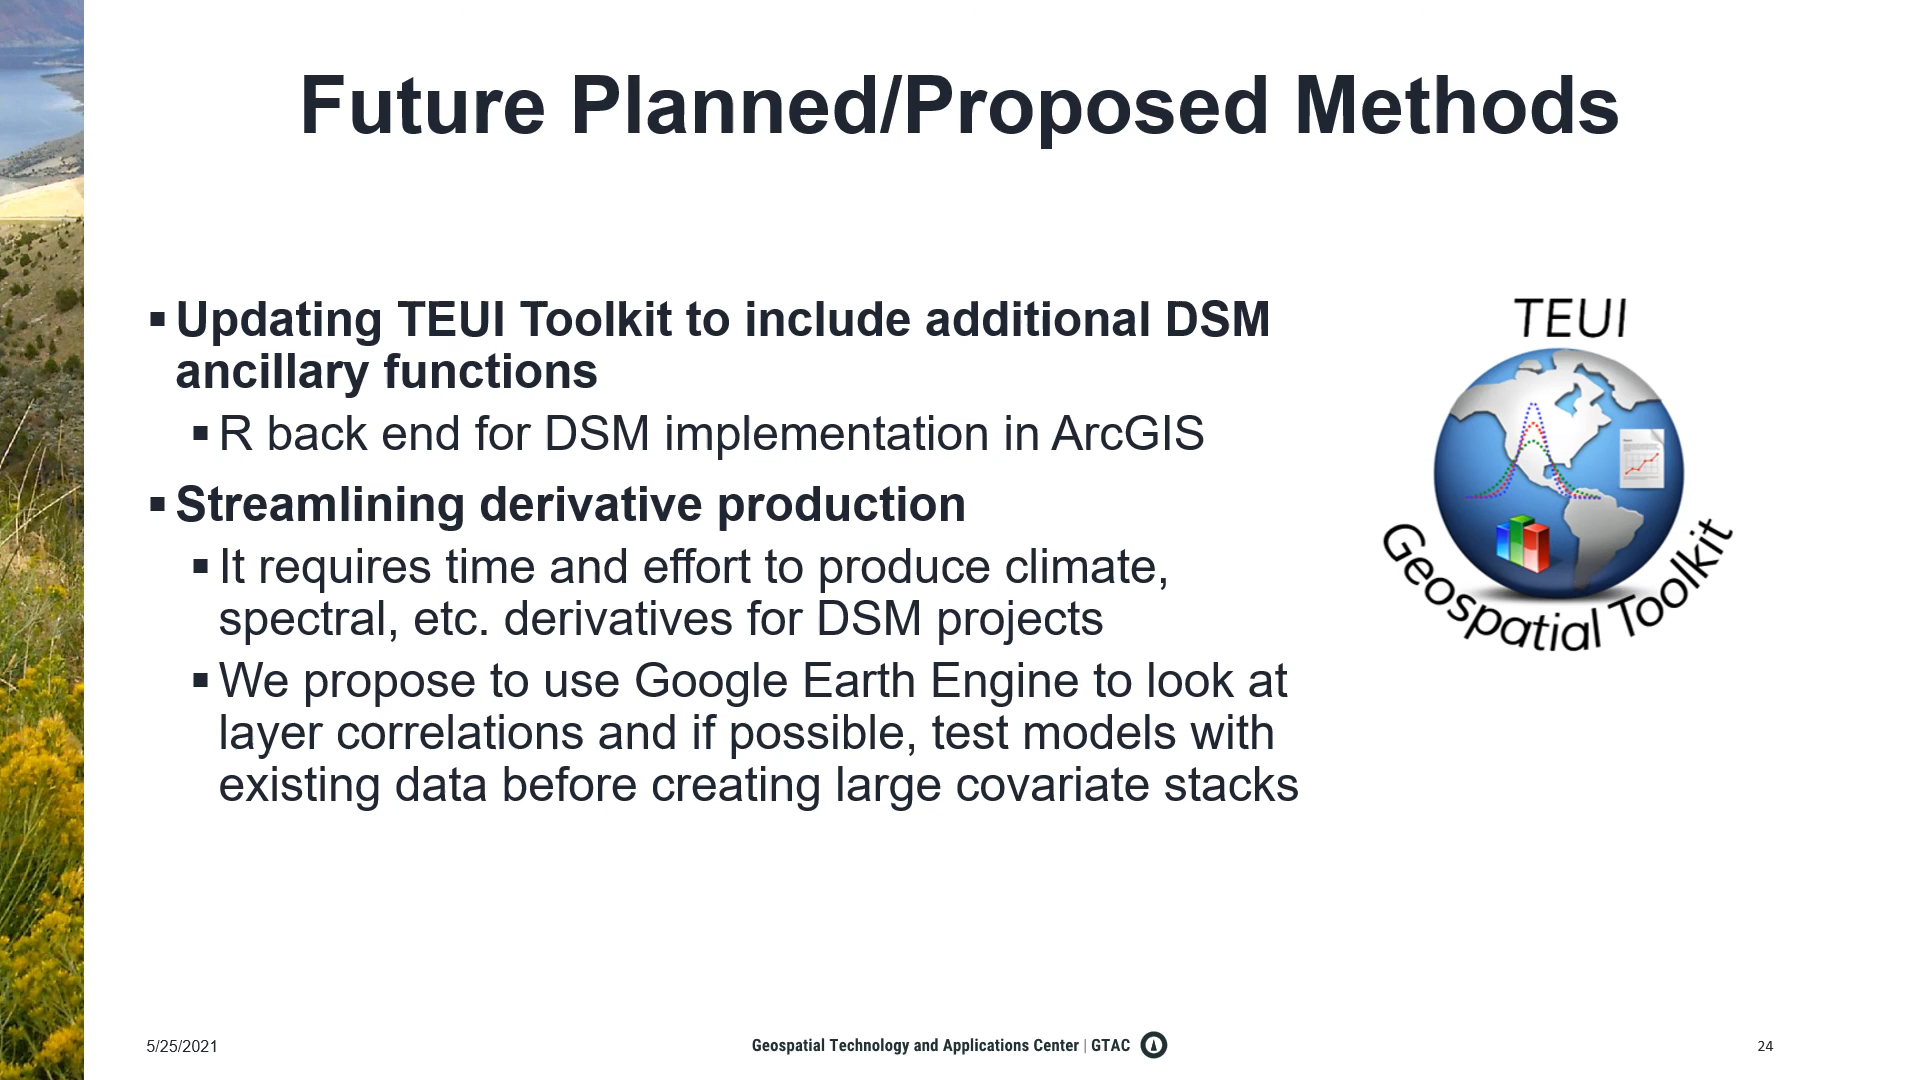 Future Planned/Proposed Methods
▪ Updating TEUI Toolkit to include additional DSM
ancillary functions
▪ R back end for DSM implementation in ArcGIS
▪ Streamlining derivative production
▪ It requires time and effort to produce climate,
spectral, etc. derivatives for DSM projects
▪ We propose to use Google Earth Engine to look at
layer correlations and if possible, test models with
existing data before creating large covariate stacks
TEUI
Geospatial Toolkit
5/25/2021
Geospatial Technology and Applications Center | GTAC
24